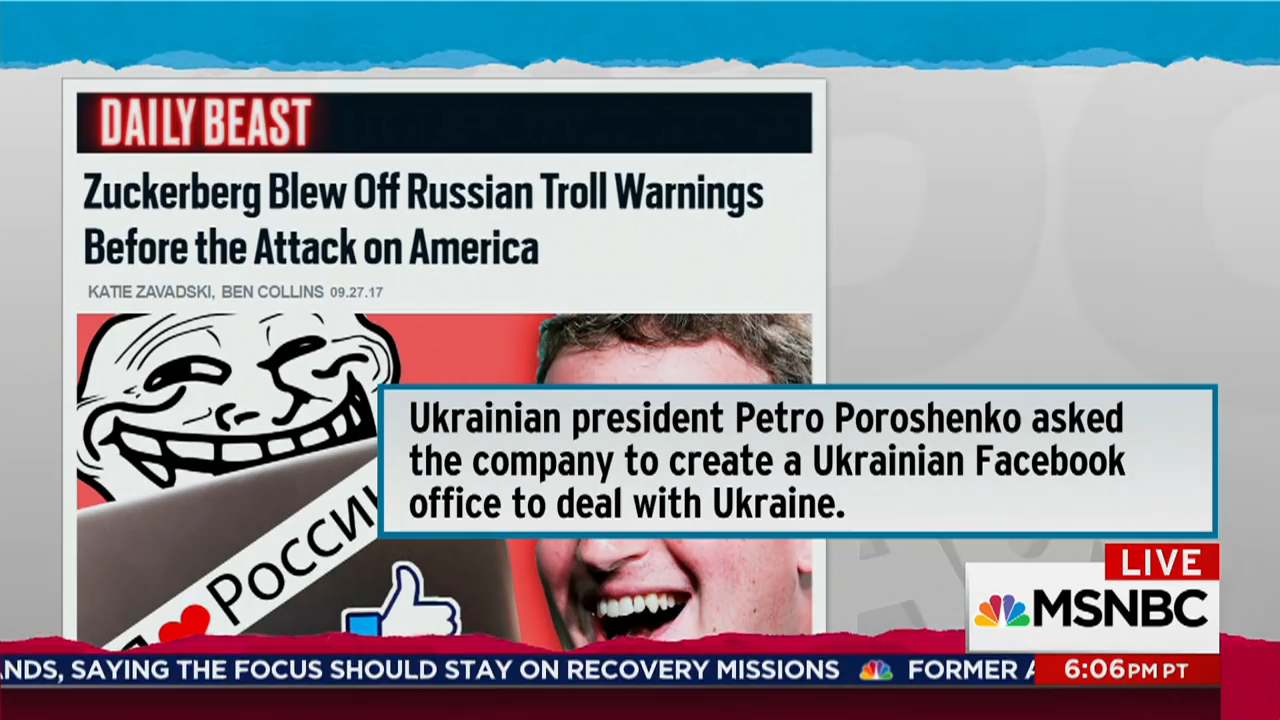 DAILY BEAST
Zuckerberg Blew Off Russian Troll Warnings
Before the Attack on America
KATIE ZAVADSKI, BEN COLLINS 09.27.17
Ukrainian president Petro Poroshenko asked
the company to create a Ukrainian Facebook
office to deal with Ukraine.
РОССИ
LIVE
MSNBC
NDS, SAYING THE FOCUS SHOULD STAY ON RECOVERY MISSIONS FORMER
6:06PM PT